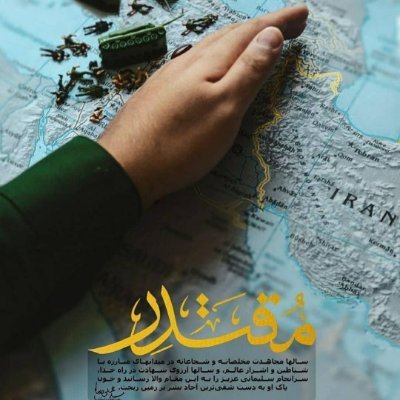 IRAN
مُقتدر
سالها مجاهدت مخلصانه و شجاعانه در میدانهای مبارزه با
شیاطین و اشرار عالم، و سالها آرزوی شهادت در راه خدا،
سرانجام سلیمانی عزیز را به این مقام والا رسانید و خون
پاک او به دست شقی‌ترین آحاد بشر بر زمین ریخت.